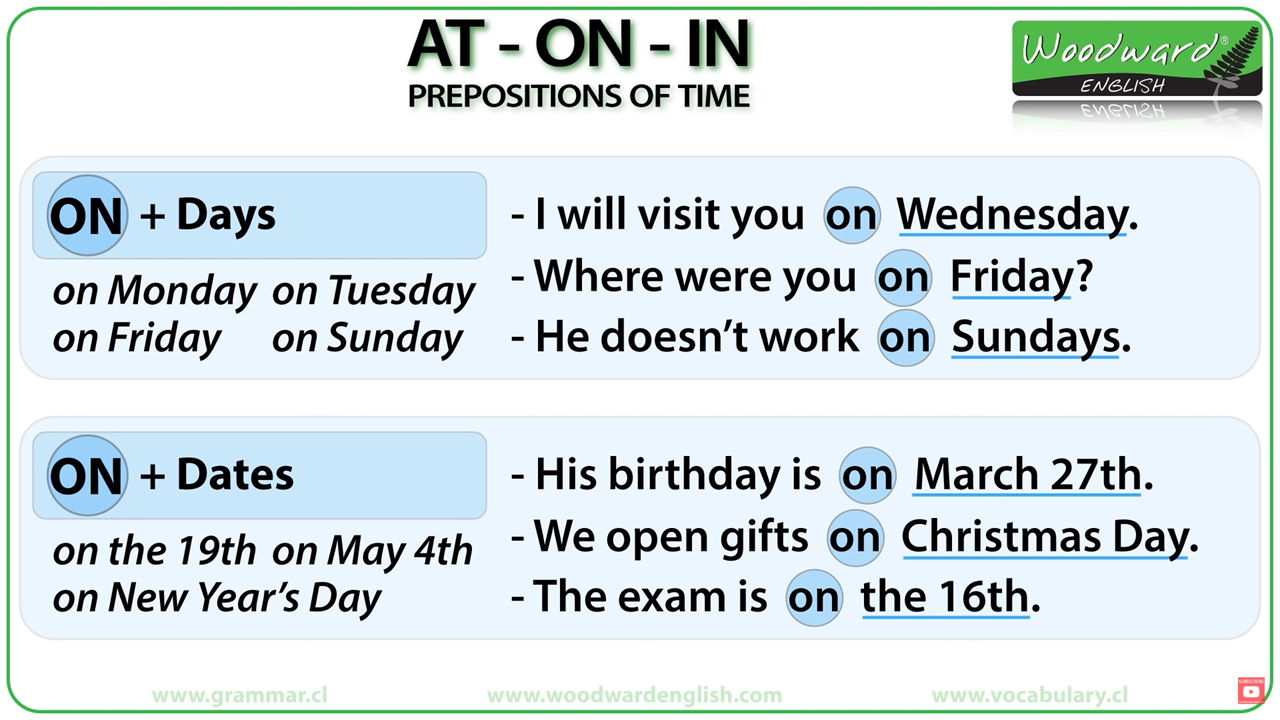 AT - ON - IN
PREPOSITIONS OF TIME
Woodward®
ENGLISH
ON + Days
on Monday on Tuesday
on Friday on Sunday
- I will visit you on Wednesday.
- Where were you on Friday?
- He doesn't work on Sundays.
ON + Dates
on the 19th on May 4th
on New Year's Day
- His birthday is on March 27th.
- We open gifts on Christmas Day.
- The exam is on the 16th.
www.grammar.cl www.woodwardenglish.com www.vocabulary.cl
SUBSCRIBE